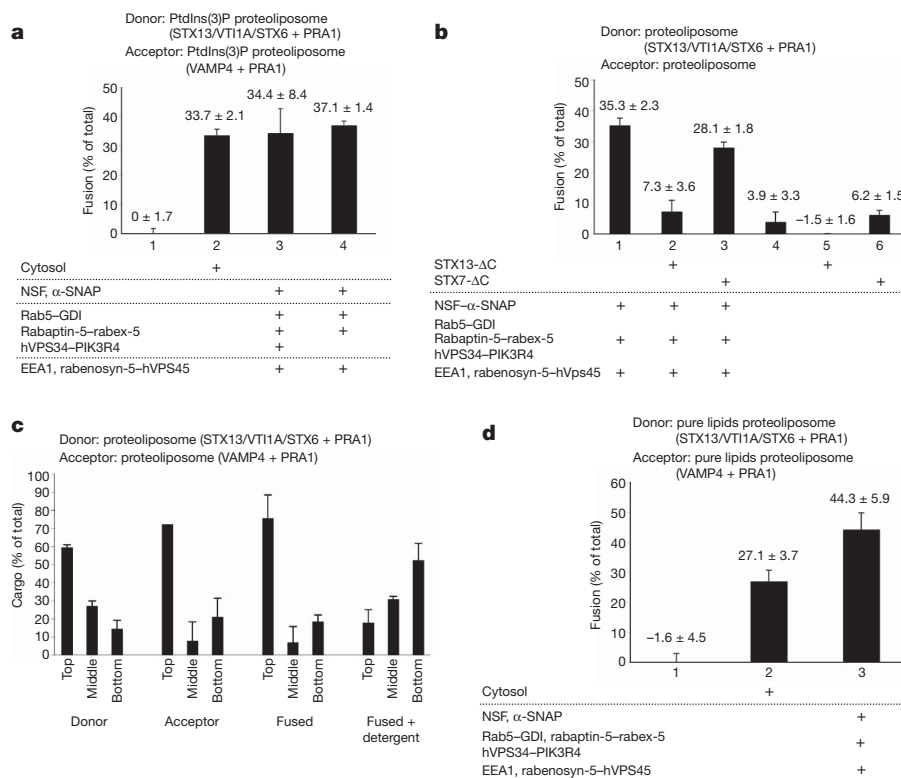 a
Donor: PtdIns(3)P proteoliposome
(STX13/VTI1A/STX6 + PRA1)
Acceptor: PtdIns(3)P proteoliposome
(VAMP4 + PRA1)
Fusion (% of total)
50
40
30
20
10
0
0 ± 1.7
33.7 ± 2.1
34.4 ± 8.4
37.1 ± 1.4
1 2 3 4
Cytosol +
NSF, α-SNAP + +
Rab5–GDI + +
Rabaptin-5–rabex-5 + +
hVPS34–PIK3R4 +
EEA1, rabenosyn-5–hVPS45 + +
b
Donor: proteoliposome
(STX13/VTI1A/STX6 + PRA1)
Acceptor: proteoliposome
Fusion (% of total)
50
40
30
20
10
0
35.3 ± 2.3
7.3 ± 3.6
28.1 ± 1.8
3.9 ± 3.3
−1.5 ± 1.6
6.2 ± 1.5
1 2 3 4 5 6
STX13-ΔC + +
STX7-ΔC + +
NSF–α-SNAP + + +
Rab5–GDI
Rabaptin-5–rabex-5 + + +
hVPS34–PIK3R4
EEA1, rabenosyn-5–hVps45 + + +
c
Donor: proteoliposome (STX13/VTI1A/STX6 + PRA1)
Acceptor: proteoliposome (VAMP4 + PRA1)
Cargo (% of total)
100
90
80
70
60
50
40
30
20
10
0
Top Middle Bottom Top Middle Bottom Top Middle Bottom Top Middle Bottom
Donor Acceptor Fused Fused +
detergent
d
Donor: pure lipids proteoliposome
(STX13/VTI1A/STX6 + PRA1)
Acceptor: pure lipids proteoliposome
(VAMP4 + PRA1)
Fusion (% of total)
60
50
40
30
20
10
0
−1.6 ± 4.5
27.1 ± 3.7
44.3 ± 5.9
1 2 3
Cytosol +
NSF, α-SNAP +
Rab5–GDI, rabaptin-5–rabex-5
hVPS34–PIK3R4 +
EEA1, rabenosyn-5–hVPS45 +